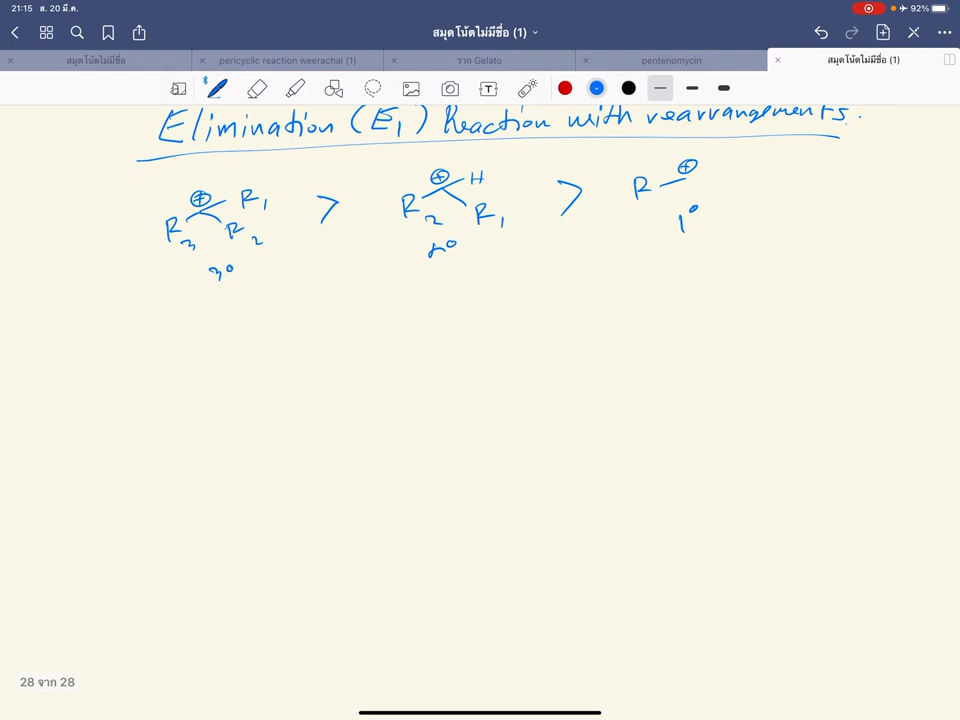 21:15 ส. 20 มี.ค. 92%
สมุดโน้ตไม่มีชื่อ (1)
สมุดโน้ตไม่มีชื่อ pericyclic reaction weerachai (1) ราก Gelato pentenomycin สมุดโน้ตไม่มีชื่อ (1)
Elimination (E1) Reaction with rearrangements.
⊕ R1 > ⊕ H > R ⊕
R3 R2 R2 R1 1°
3° 2°
28 จาก 28